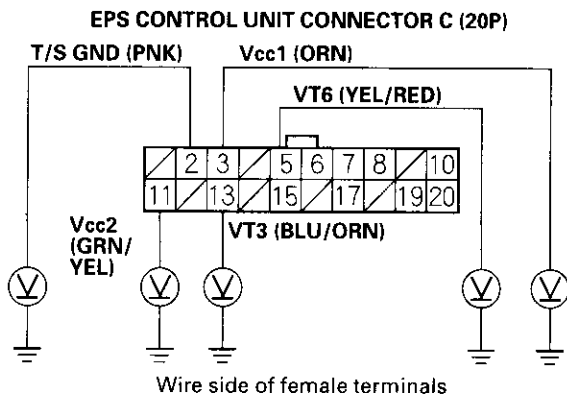 EPS CONTROL UNIT CONNECTOR C (20P)
T/S GND (PNK)
Vcc1 (ORN)
VT6 (YEL/RED)
2 3 5 6 7 8 10
11 13 15 17 19 20
Vcc2
(GRN/
YEL)
VT3 (BLU/ORN)
V V V V V
Wire side of female terminals